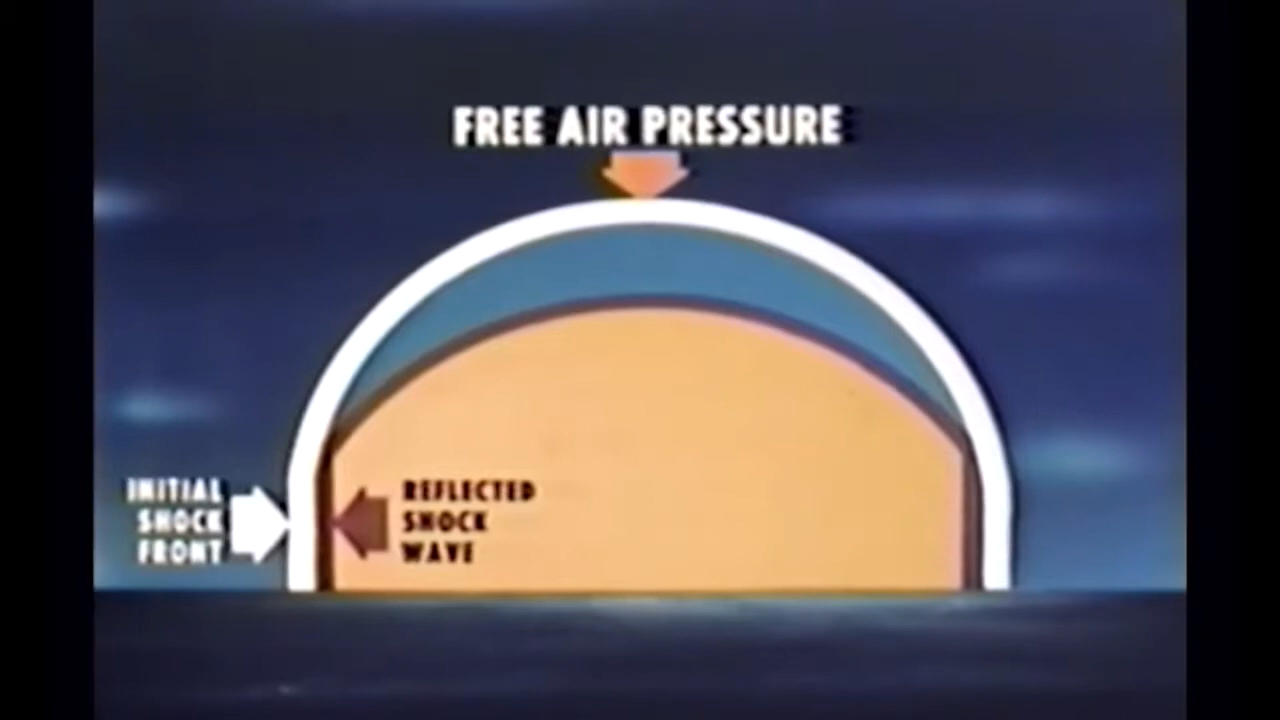 FREE AIR PRESSURE
INITIAL
SHOCK
FRONT
REFLECTED
SHOCK
WAVE